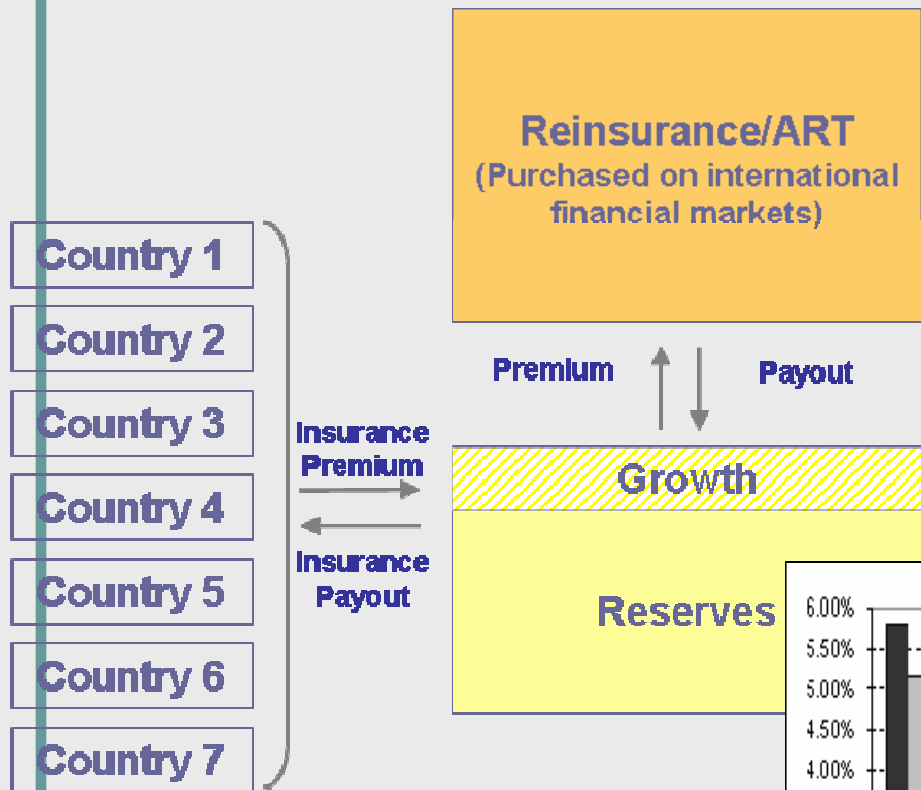 Reinsurance/ART
(Purchased on international
financial markets)
Country 1
Country 2
Country 3
Country 4
Country 5
Country 6
Country 7
Insurance
Premium
Insurance
Payout
Premium
Payout
Growth
Reserves
6.00%
5.50%
5.00%
4.50%
4.00%